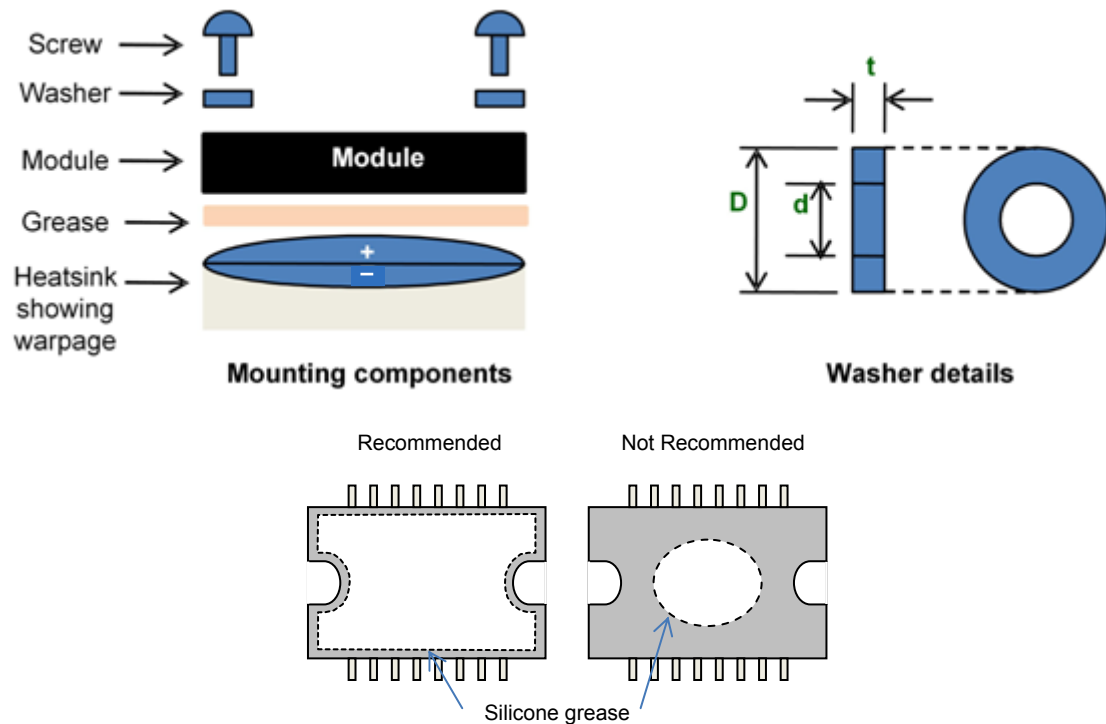 Screw
Washer
Module
Module
Grease
+
–
Heatsink
showing
warpage
Mounting components
t
D
d
Washer details
Recommended
Not Recommended
Silicone grease